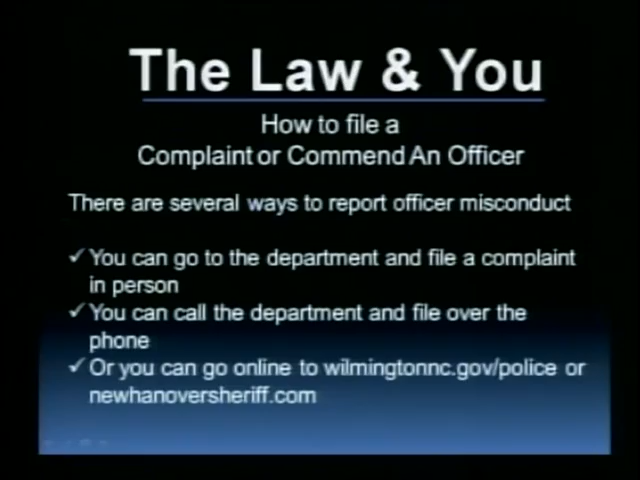 The Law & You
How to file a
Complaint or Commend An Officer
There are several ways to report officer misconduct
✓ You can go to the department and file a complaint
in person
✓ You can call the department and file over the
phone
✓ Or you can go online to wilmingtonnc.gov/police or
newhanoversheriff.com